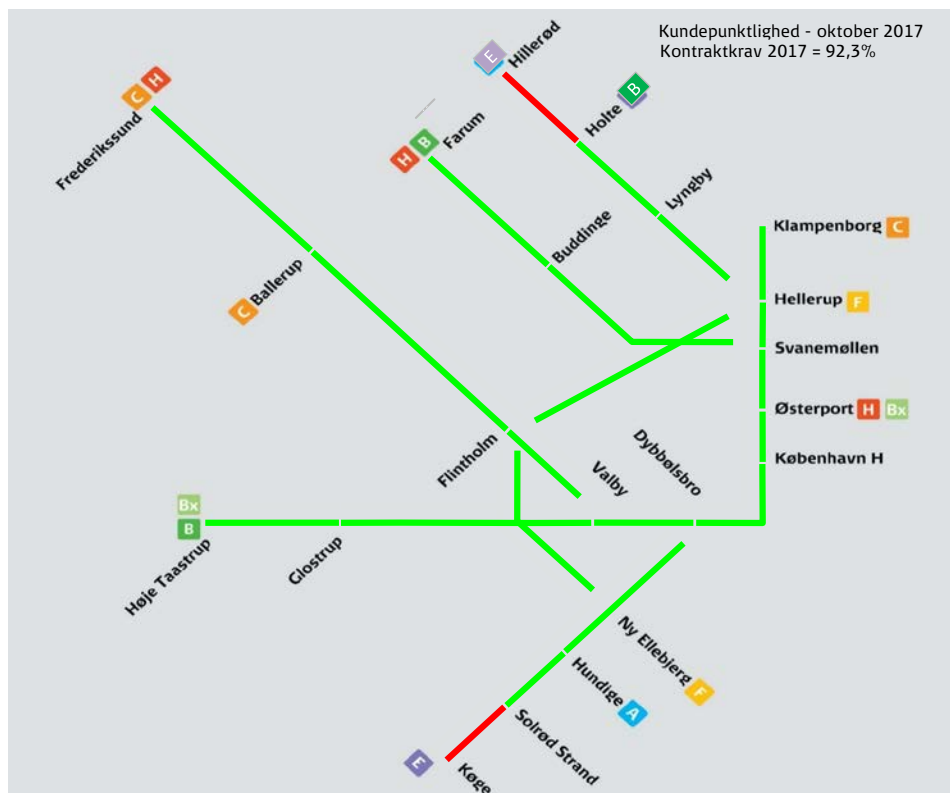 Kundepunktlighed - oktober 2017
Kontraktkrav 2017 = 92,3%
E
Hillerød
C H
Frederikssund
B
Holte
H B
Farum
Lyngby
Buddinge
Klampenborg C
C Ballerup
Hellerup F
Svanemøllen
Østerport H Bx
Flintholm
Valby
Dybbølsbro
København H
Bx
B
Høje Taastrup
Glostrup
Ny Ellebjerg F
Hundige A
Solrød Strand
E
Køge